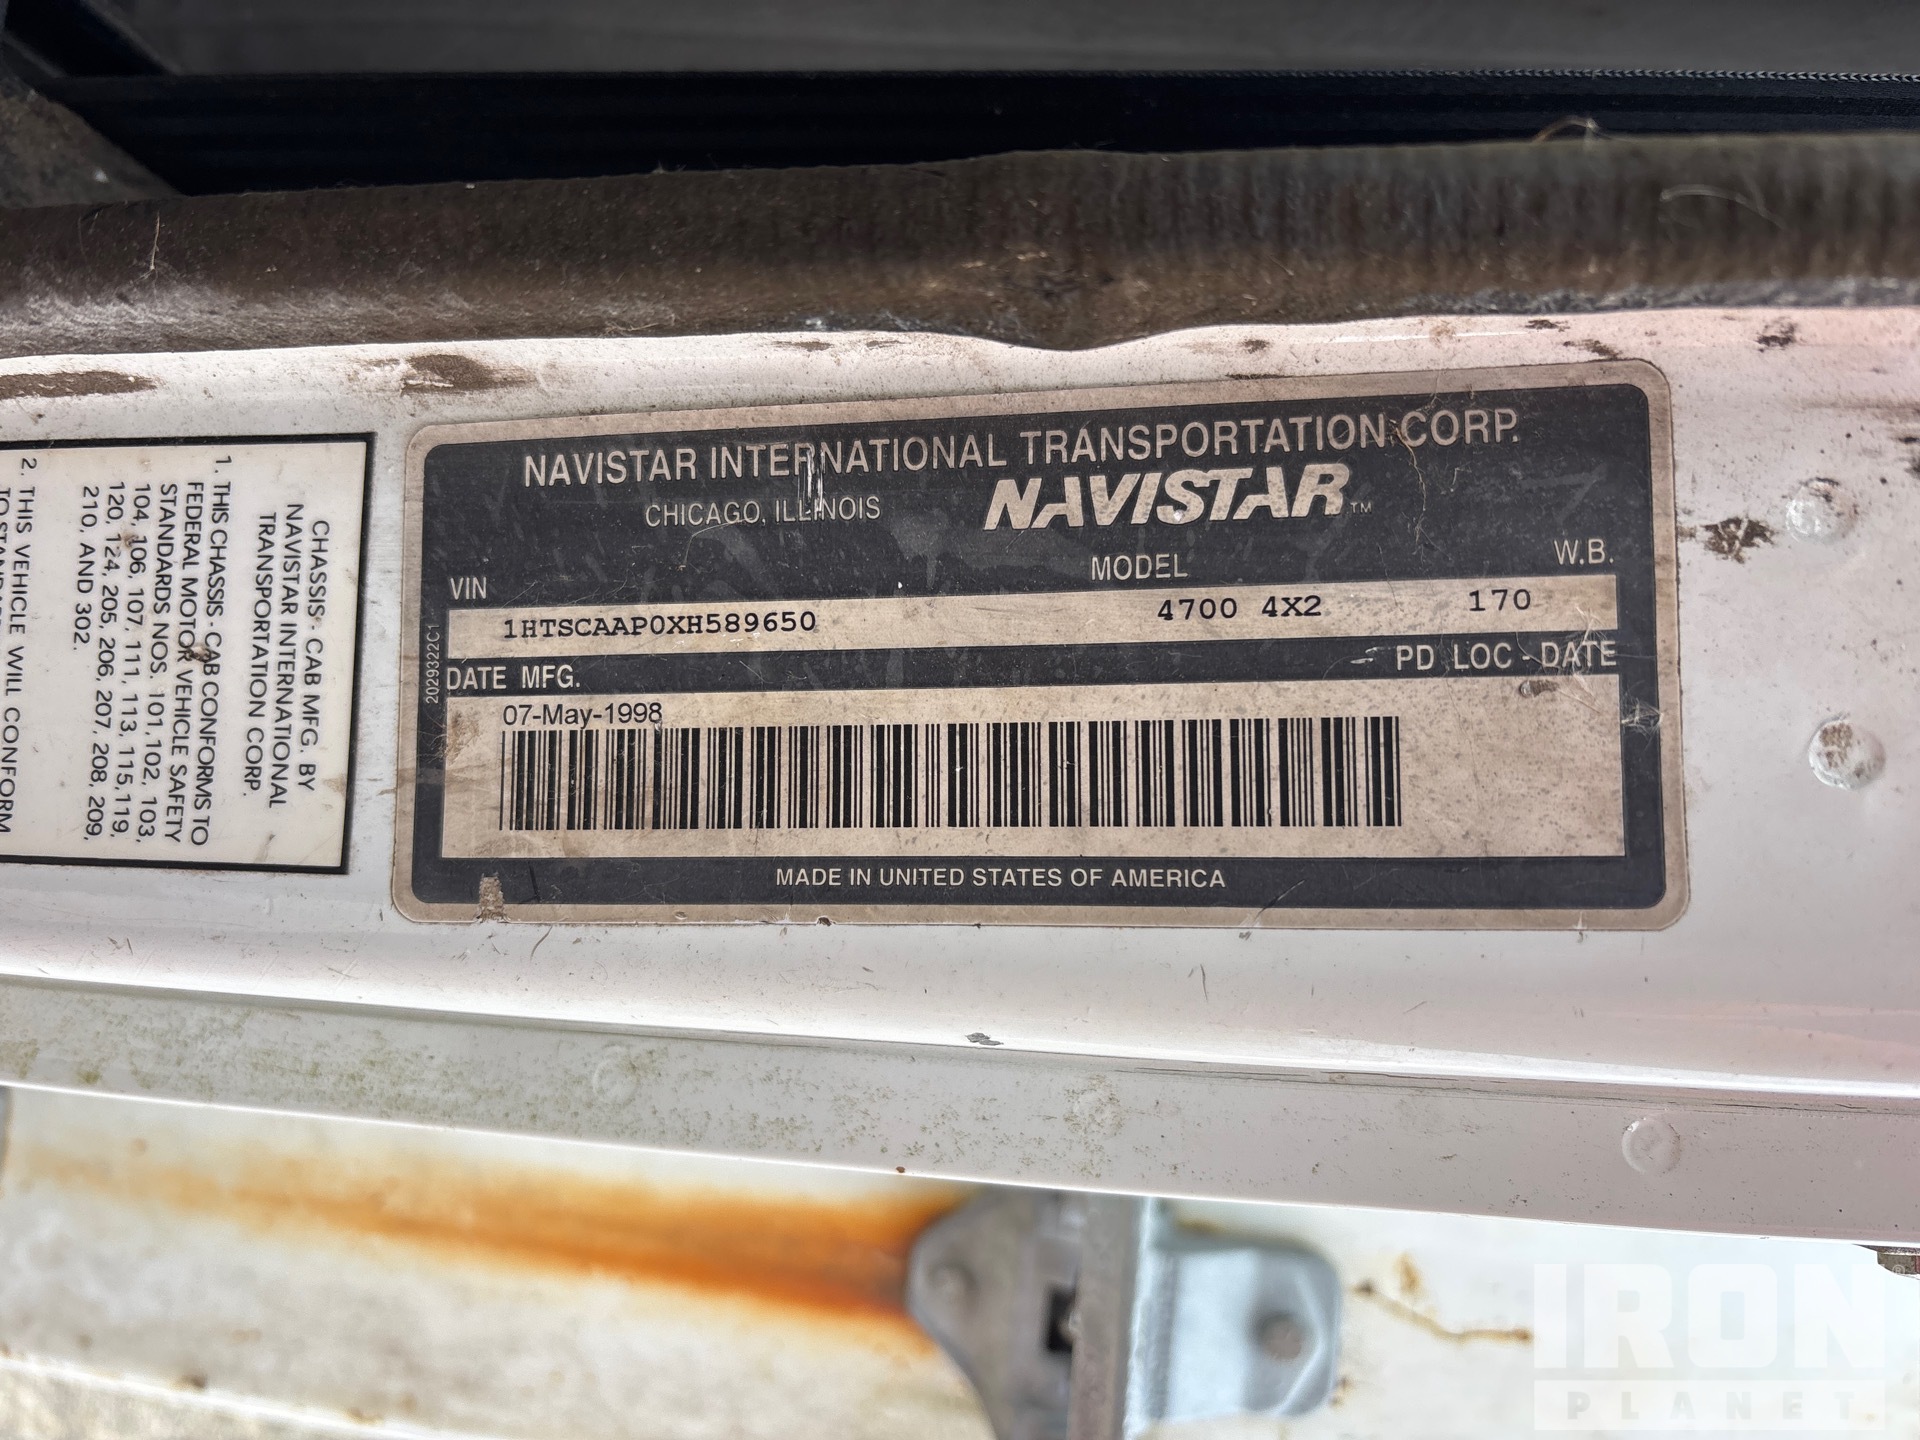 NAVISTAR INTERNATIONAL TRANSPORTATION CORP.
CHICAGO, ILLINOIS NAVISTAR™
VIN MODEL W.B.
1HTSCAAP0XH589650 4700 4X2 170
DATE MFG. PD LOC - DATE
07-May-1998
MADE IN UNITED STATES OF AMERICA
2029322C1
CHASSIS - CAB MFG. BY
NAVISTAR INTERNATIONAL
TRANSPORTATION CORP.
1. THIS CHASSIS - CAB CONFORMS TO
FEDERAL MOTOR VEHICLE SAFETY
STANDARDS NOS. 101, 102, 103,
104, 106, 107, 111, 113, 115, 119,
120, 124, 205, 206, 207, 208, 209,
210, AND 302.
2. THIS VEHICLE WILL CONFORM
IRON
PLANET